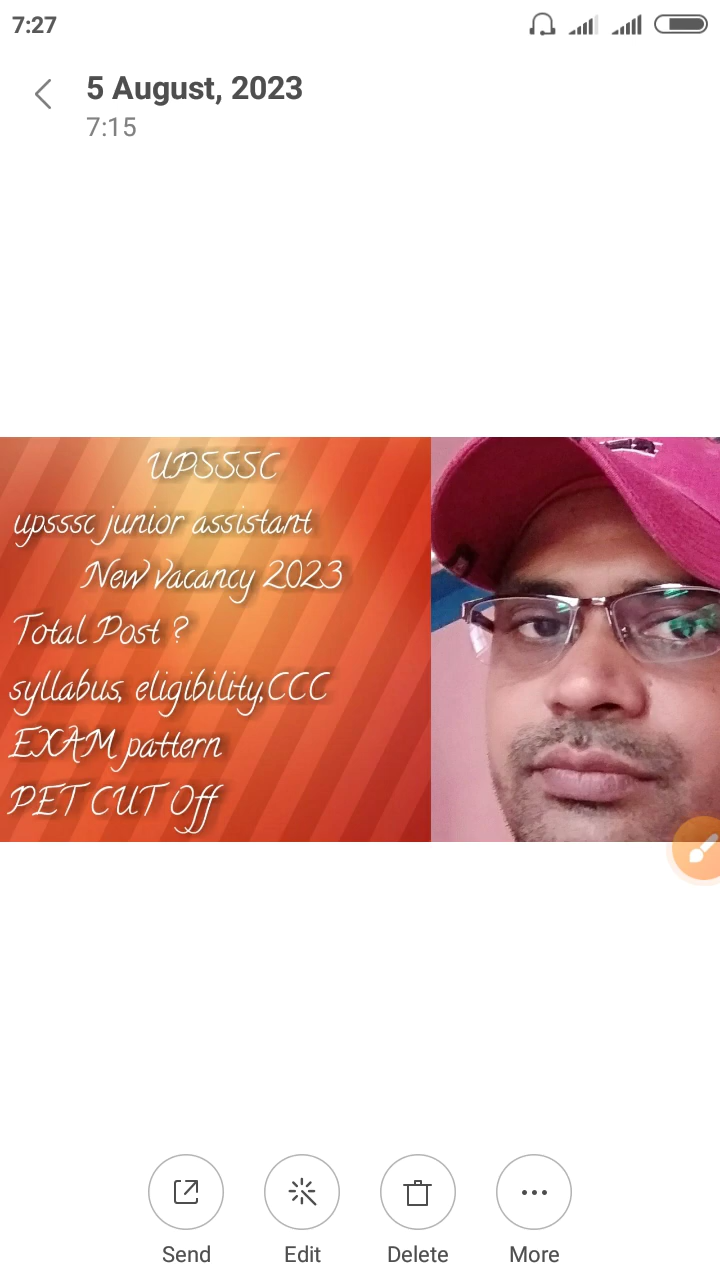 7:27
5 August, 2023
7:15
UPSSSC
upsssc junior assistant
New Vacancy 2023
Total Post ?
syllabus, eligibility,CCC
EXAM pattern
PET CUT Off
Send Edit Delete More